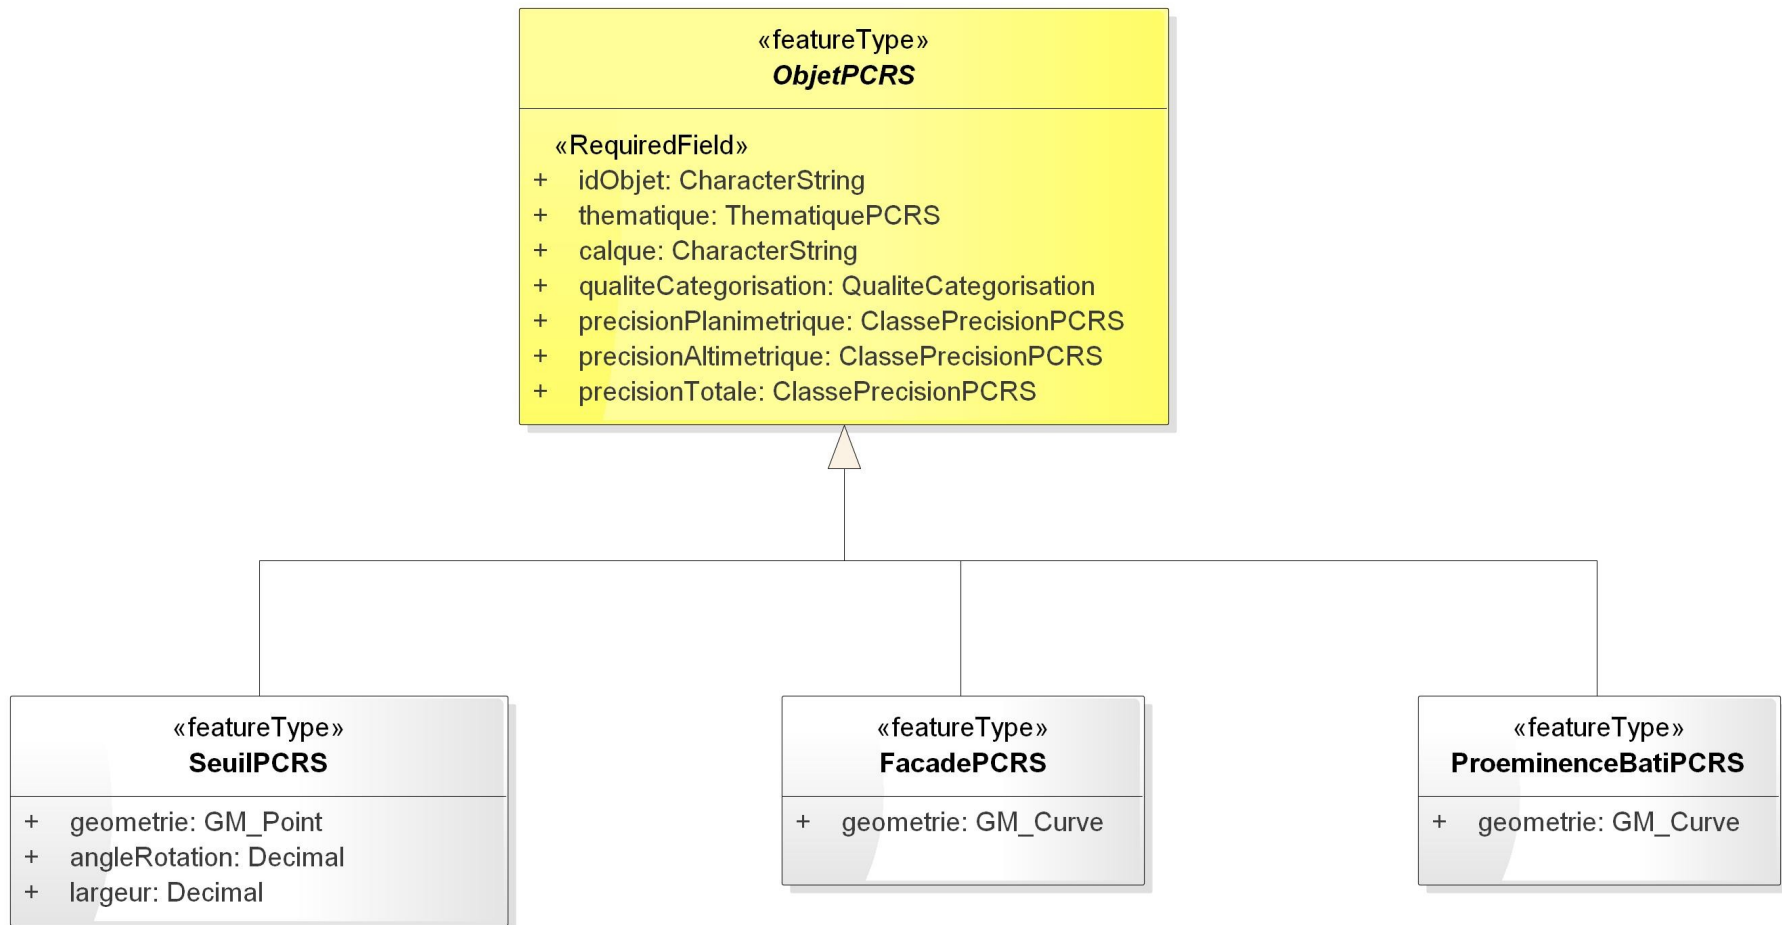 «featureType»
ObjetPCRS
«RequiredField»
+ idObjet: CharacterString
+ thematique: ThematiquePCRS
+ calque: CharacterString
+ qualiteCategorisation: QualiteCategorisation
+ precisionPlanimetrique: ClassePrecisionPCRS
+ precisionAltimetrique: ClassePrecisionPCRS
+ precisionTotale: ClassePrecisionPCRS
«featureType»
SeuilPCRS
+ geometrie: GM_Point
+ angleRotation: Decimal
+ largeur: Decimal
«featureType»
FacadePCRS
+ geometrie: GM_Curve
«featureType»
ProeminenceBatiPCRS
+ geometrie: GM_Curve